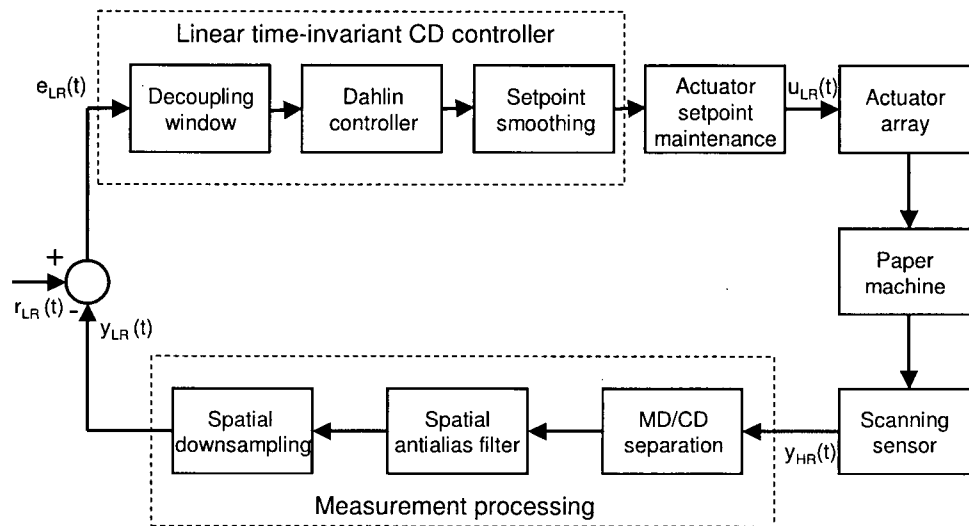 Linear time-invariant CD controller
e_LR(t)
Decoupling
window
Dahlin
controller
Setpoint
smoothing
Actuator
setpoint
maintenance
u_LR(t)
Actuator
array
Paper
machine
+
r_LR(t)
-
y_LR(t)
Spatial
downsampling
Spatial
antialias filter
MD/CD
separation
y_HR(t)
Scanning
sensor
Measurement processing